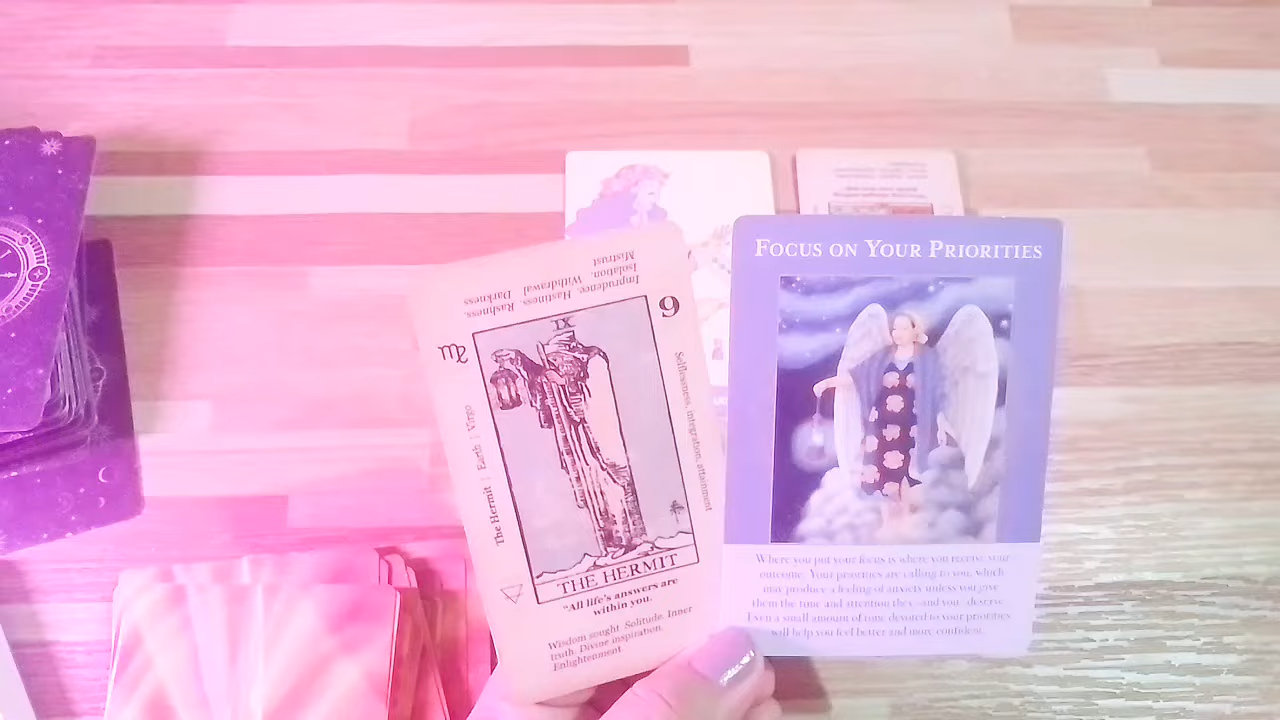 Imprudence, Hastiness, Rashness,
Isolation, Withdrawal Darkness
Mistrust
9
♍
IX
The Hermit | Earth | Virgo
Selflessness, integration, attainment
THE HERMIT
"All life's answers are
within you.
Wisdom sought. Solitude. Inner
truth. Divine inspiration.
Enlightenment.
FOCUS ON YOUR PRIORITIES
Where you put your focus is where you receive your
outcome. Your priorities are calling to you, which
may produce a feeling of anxiety unless you give
them the time and attention they—and you—deserve.
Even a small amount of time devoted to your priorities
will help you feel better and more confident.